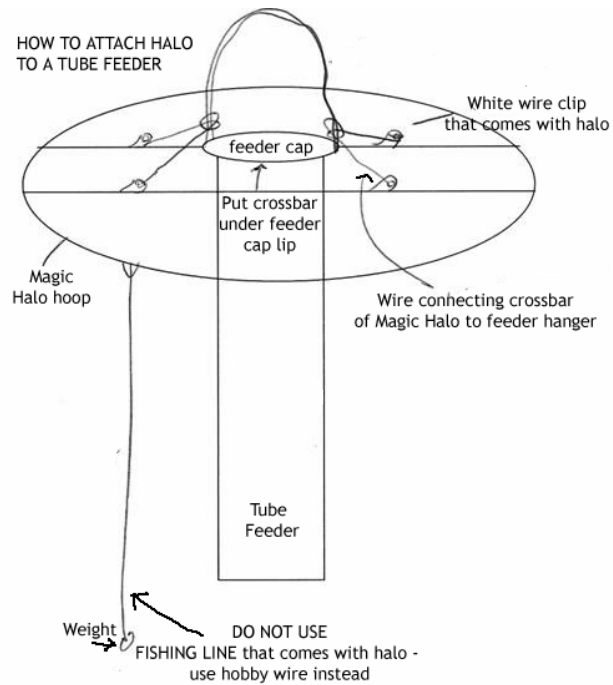 HOW TO ATTACH HALO
TO A TUBE FEEDER
White wire clip
that comes with halo
feeder cap
Put crossbar
under feeder
cap lip
Magic
Halo hoop
Wire connecting crossbar
of Magic Halo to feeder hanger
Tube
Feeder
Weight
DO NOT USE
FISHING LINE that comes with halo -
use hobby wire instead